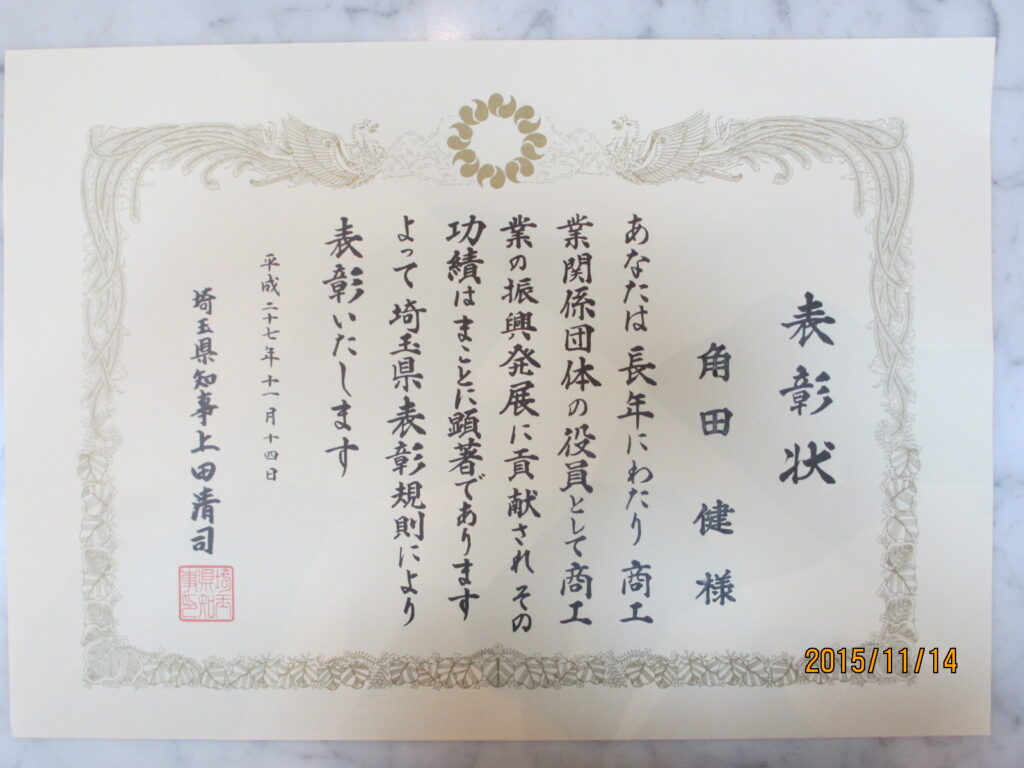 表彰状
角田 健 様
あなたは長年にわたり 商工
業関係団体の役員として商工
業の振興発展に貢献され その
功績はまことに顕著であります
よって 埼玉県表彰規則により
表彰いたします
平成二十七年十一月十四日
埼玉県知事上田清司
埼玉県知事之印
2015/11/14